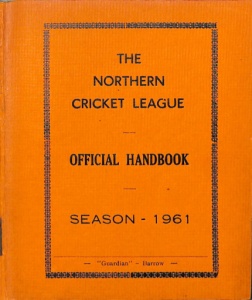 THE
NORTHERN
CRICKET LEAGUE
OFFICIAL HANDBOOK
SEASON - 1961
— "Guardian" - Barrow —